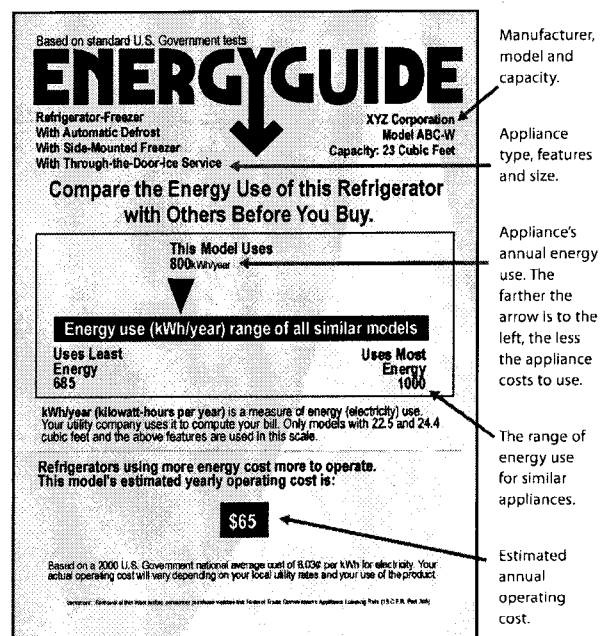 Based on standard U.S. Government tests
ENERGYGUIDE
Refrigerator-Freezer
With Automatic Defrost
With Side-Mounted Freezer
With Through-the-Door-Ice Service
XYZ Corporation
Model ABC-W
Capacity: 23 Cubic Feet
Compare the Energy Use of this Refrigerator
with Others Before You Buy.
This Model Uses
800kWh/year
Energy use (kWh/year) range of all similar models
Uses Least
Energy
685
Uses Most
Energy
1000
kWh/year (kilowatt-hours per year) is a measure of energy (electricity) use.
Your utility company uses it to compute your bill. Only models with 22.5 and 24.4
cubic feet and the above features are used in this scale.
Refrigerators using more energy cost more to operate.
This model's estimated yearly operating cost is:
$65
Based on a 2000 U.S. Government national average cost of 8.03¢ per kWh for electricity. Your
actual operating cost will vary depending on your local utility rates and your use of the product.
Manufacturer,
model and
capacity.
Appliance
type, features
and size.
Appliance's
annual energy
use. The
farther the
arrow is to the
left, the less
the appliance
costs to use.
The range of
energy use
for similar
appliances.
Estimated
annual
operating
cost.